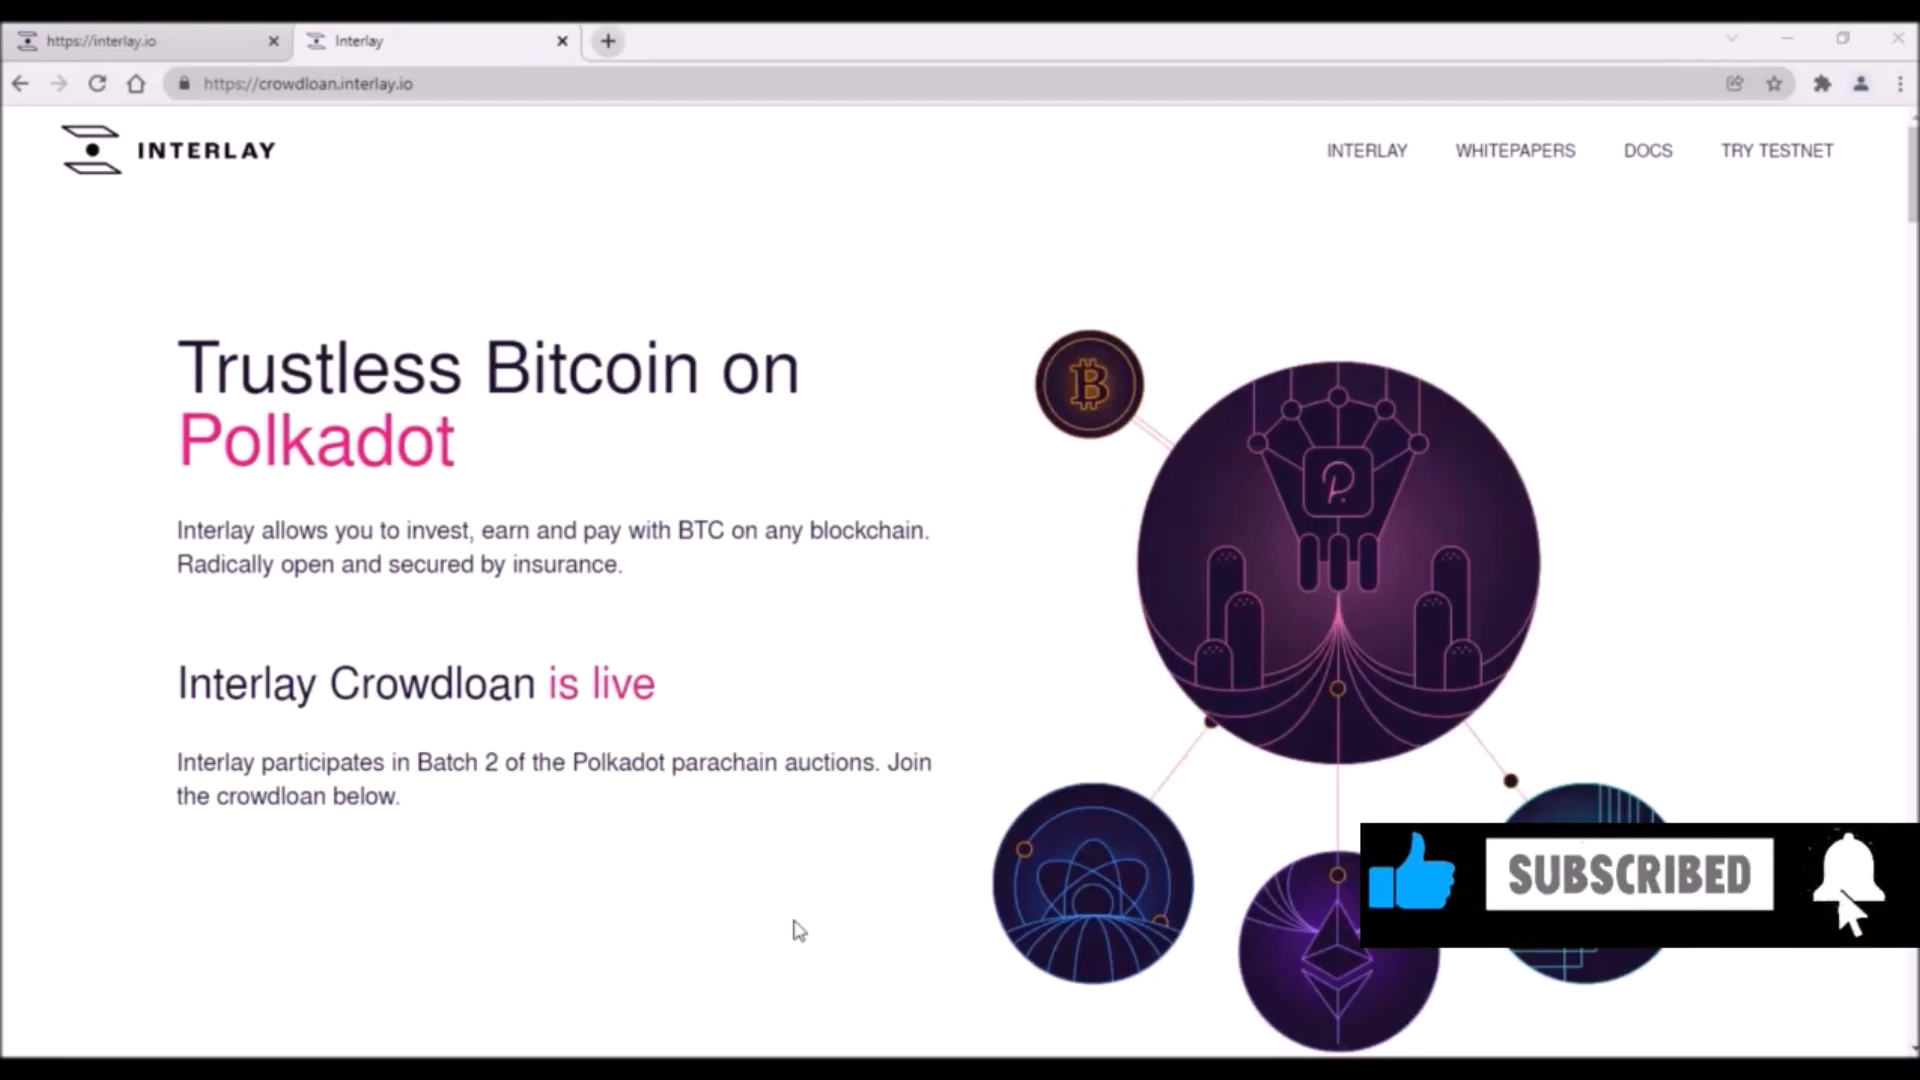 https://interlay.io
Interlay
https://crowdloan.interlay.io
INTERLAY
INTERLAY WHITEPAPERS DOCS TRY TESTNET
Trustless Bitcoin on
Polkadot
Interlay allows you to invest, earn and pay with BTC on any blockchain.
Radically open and secured by insurance.
Interlay Crowdloan is live
Interlay participates in Batch 2 of the Polkadot parachain auctions. Join
the crowdloan below.
SUBSCRIBED